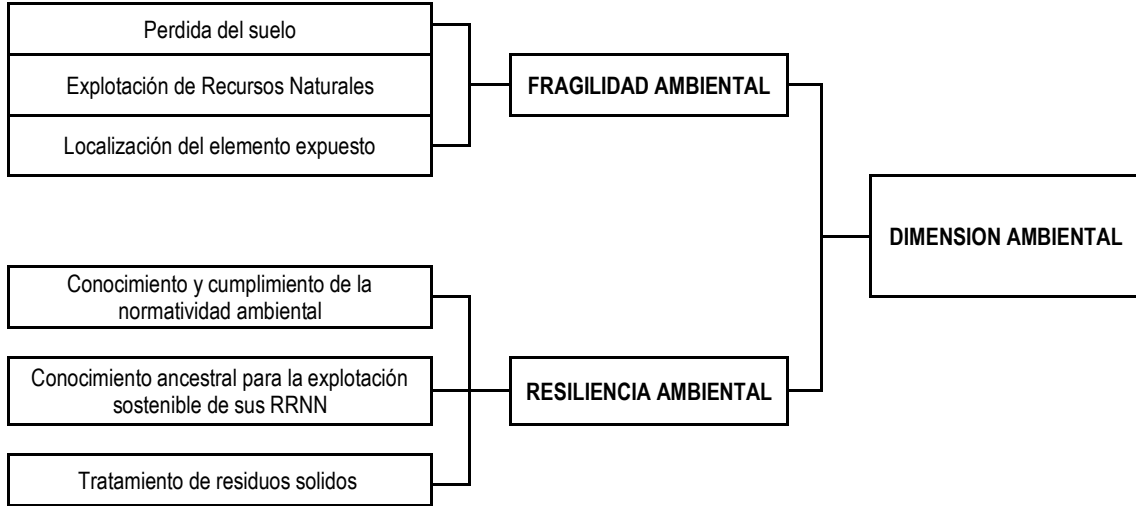 Perdida del suelo
Explotación de Recursos Naturales
FRAGILIDAD AMBIENTAL
Localización del elemento expuesto
DIMENSION AMBIENTAL
Conocimiento y cumplimiento de la
normatividad ambiental
Conocimiento ancestral para la explotación
sostenible de sus RRNN
RESILIENCIA AMBIENTAL
Tratamiento de residuos solidos